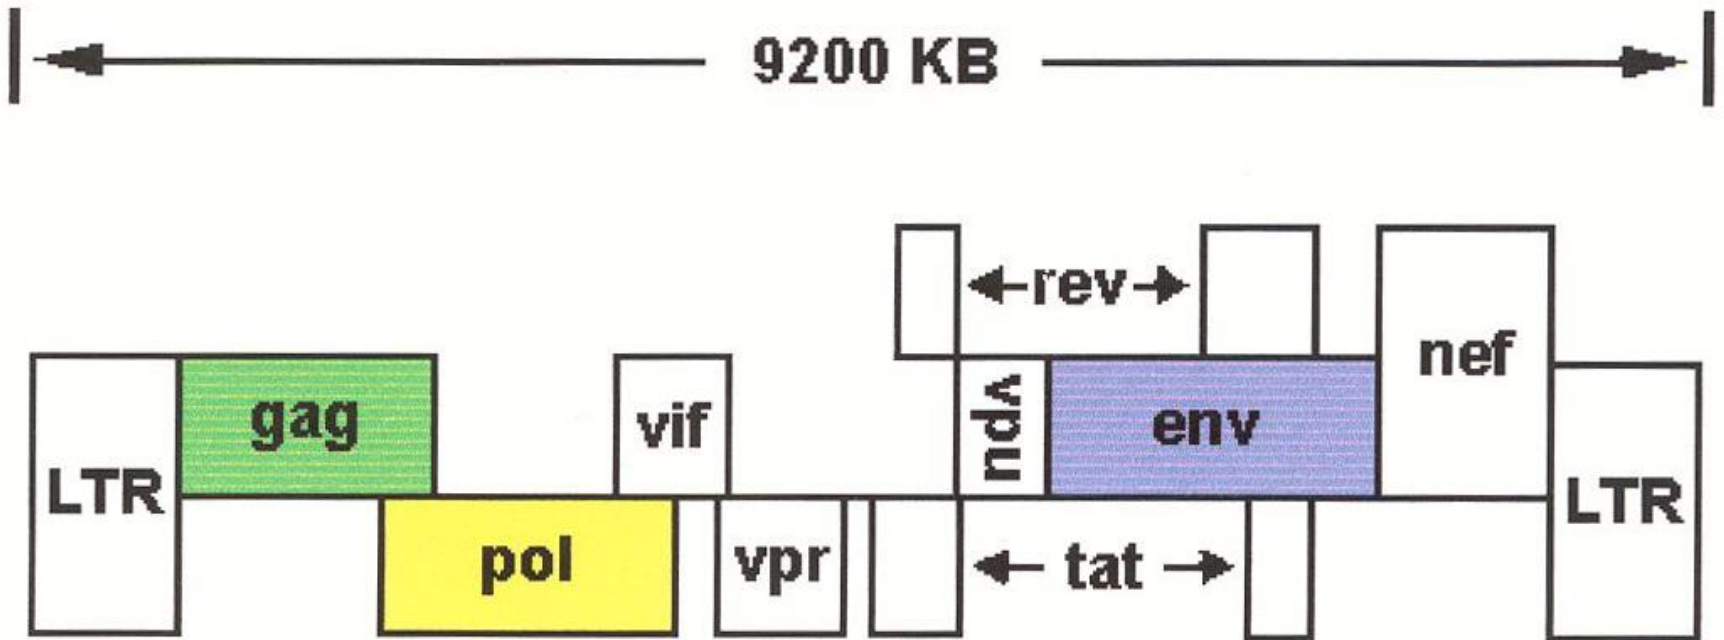 9200 KB
rev
nef
gag
vif
vpu
env
LTR
LTR
pol
vpr
tat